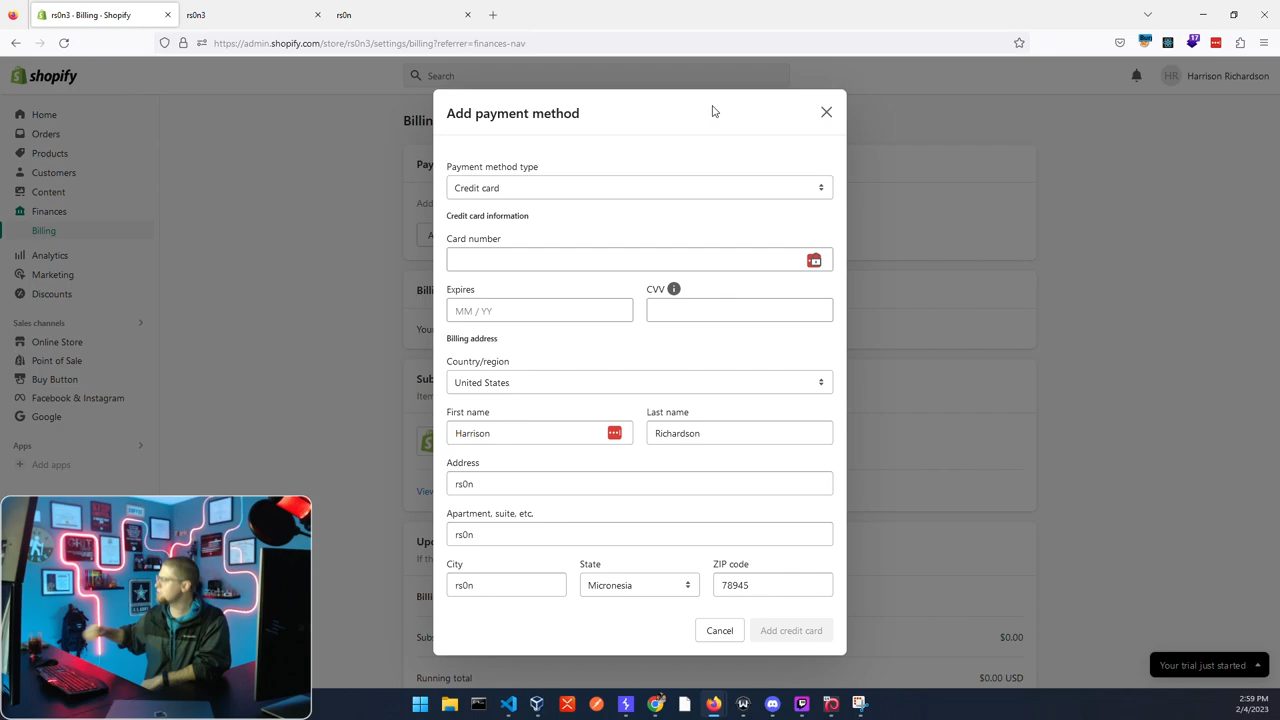 rs0n3 - Billing - Shopify
rs0n3
rs0n
https://admin.shopify.com/store/rs0n3/settings/billing?referrer=finances-nav
17
shopify
Search
HR
Harrison Richardson
Home
Orders
Products
Customers
Content
Finances
Billing
Analytics
Marketing
Discounts
Sales channels
Online Store
Point of Sale
Buy Button
Facebook & Instagram
Google
Apps
Add apps
Add payment method
Payment method type
Credit card
Credit card information
Card number
Expires
CVV
MM / YY
Billing address
Country/region
United States
First name
Last name
Harrison
Richardson
Address
rs0n
Apartment, suite, etc.
rs0n
City
State
ZIP code
rs0n
Micronesia
78945
Cancel
Add credit card
$0.00
$0.00 USD
Running total
Your trial just started
2:59 PM
2/4/2023